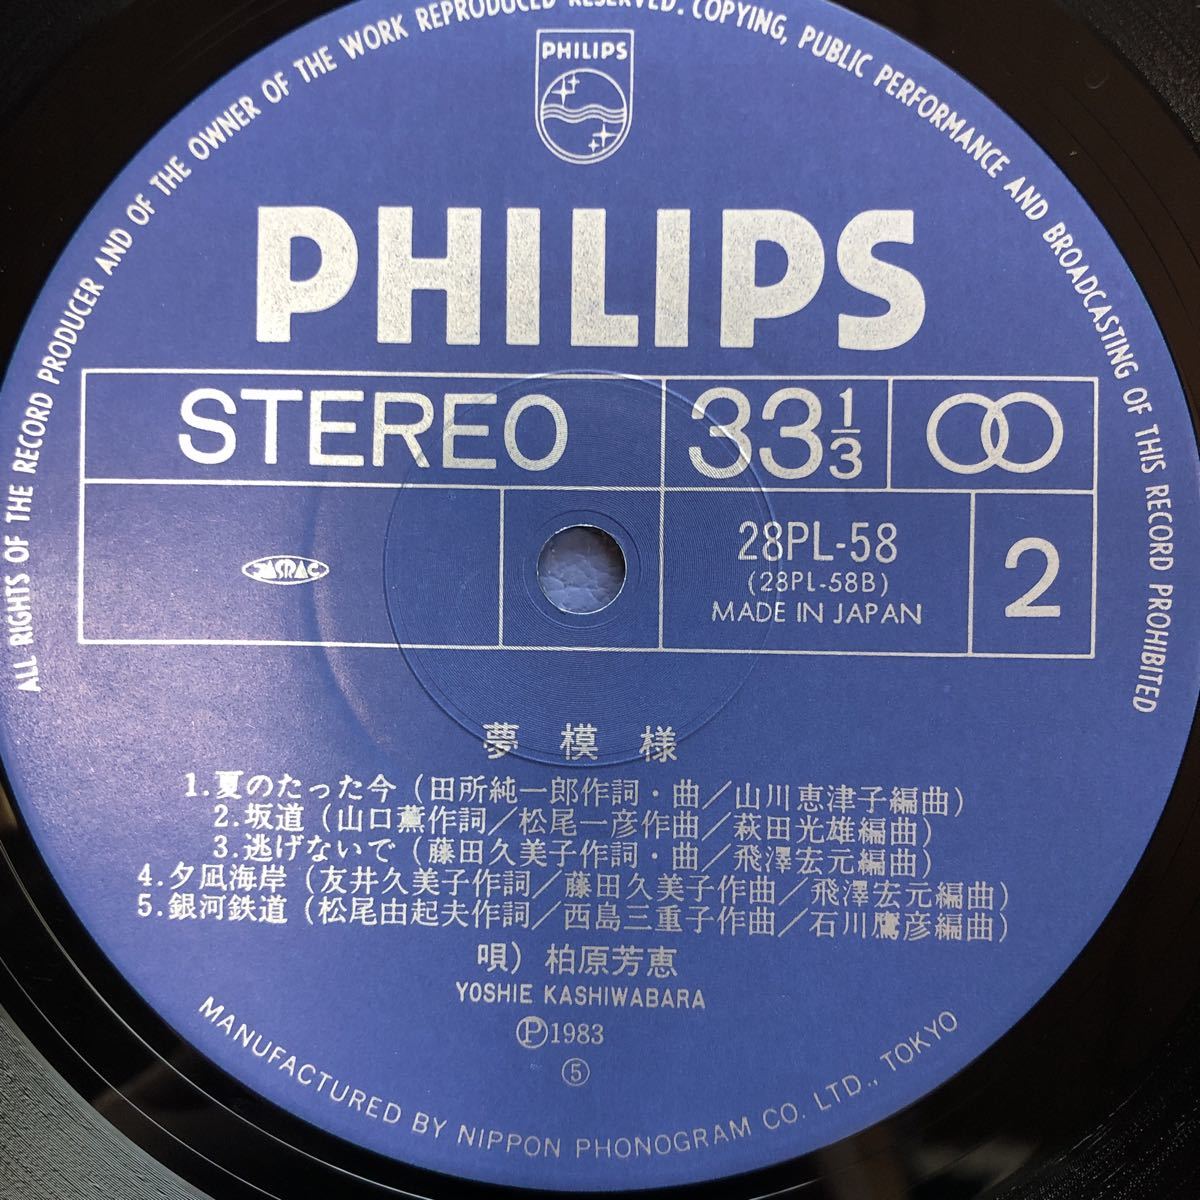 ALL RIGHTS OF THE RECORD PRODUCER AND OF THE OWNER OF THE WORK REPRODUCED RESERVED. COPYING, PUBLIC PERFORMANCE AND BROADCASTING OF THIS RECORD PROHIBITED
PHILIPS
PHILIPS
STEREO
33 1/3
JASRAC
28PL-58
(28PL-58B)
MADE IN JAPAN
2
夢模様
1.夏のたった今(田所純一郎作詞・曲/山川恵津子編曲)
2.坂道(山口薫作詞/松尾一彦作曲/萩田光雄編曲)
3.逃げないで(藤田久美子作詞・曲/飛澤宏元編曲)
4.夕凪海岸(友井久美子作詞/藤田久美子作曲/飛澤宏元編曲)
5.銀河鉄道(松尾由起夫作詞/西島三重子作曲/石川鷹彦編曲)
唄)柏原芳恵
YOSHIE KASHIWABARA
Ⓟ1983
⑤
MANUFACTURED BY NIPPON PHONOGRAM CO. LTD., TOKYO